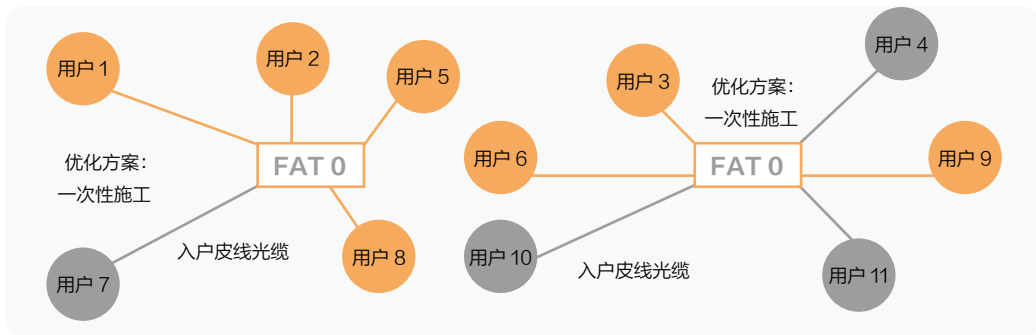 用户 1
用户 2
用户 5
优化方案：
一次性施工
FAT 0
用户 7
入户皮线光缆
用户 8
用户 3
用户 4
优化方案：
一次性施工
用户 6
FAT 0
用户 9
用户 10
入户皮线光缆
用户 11